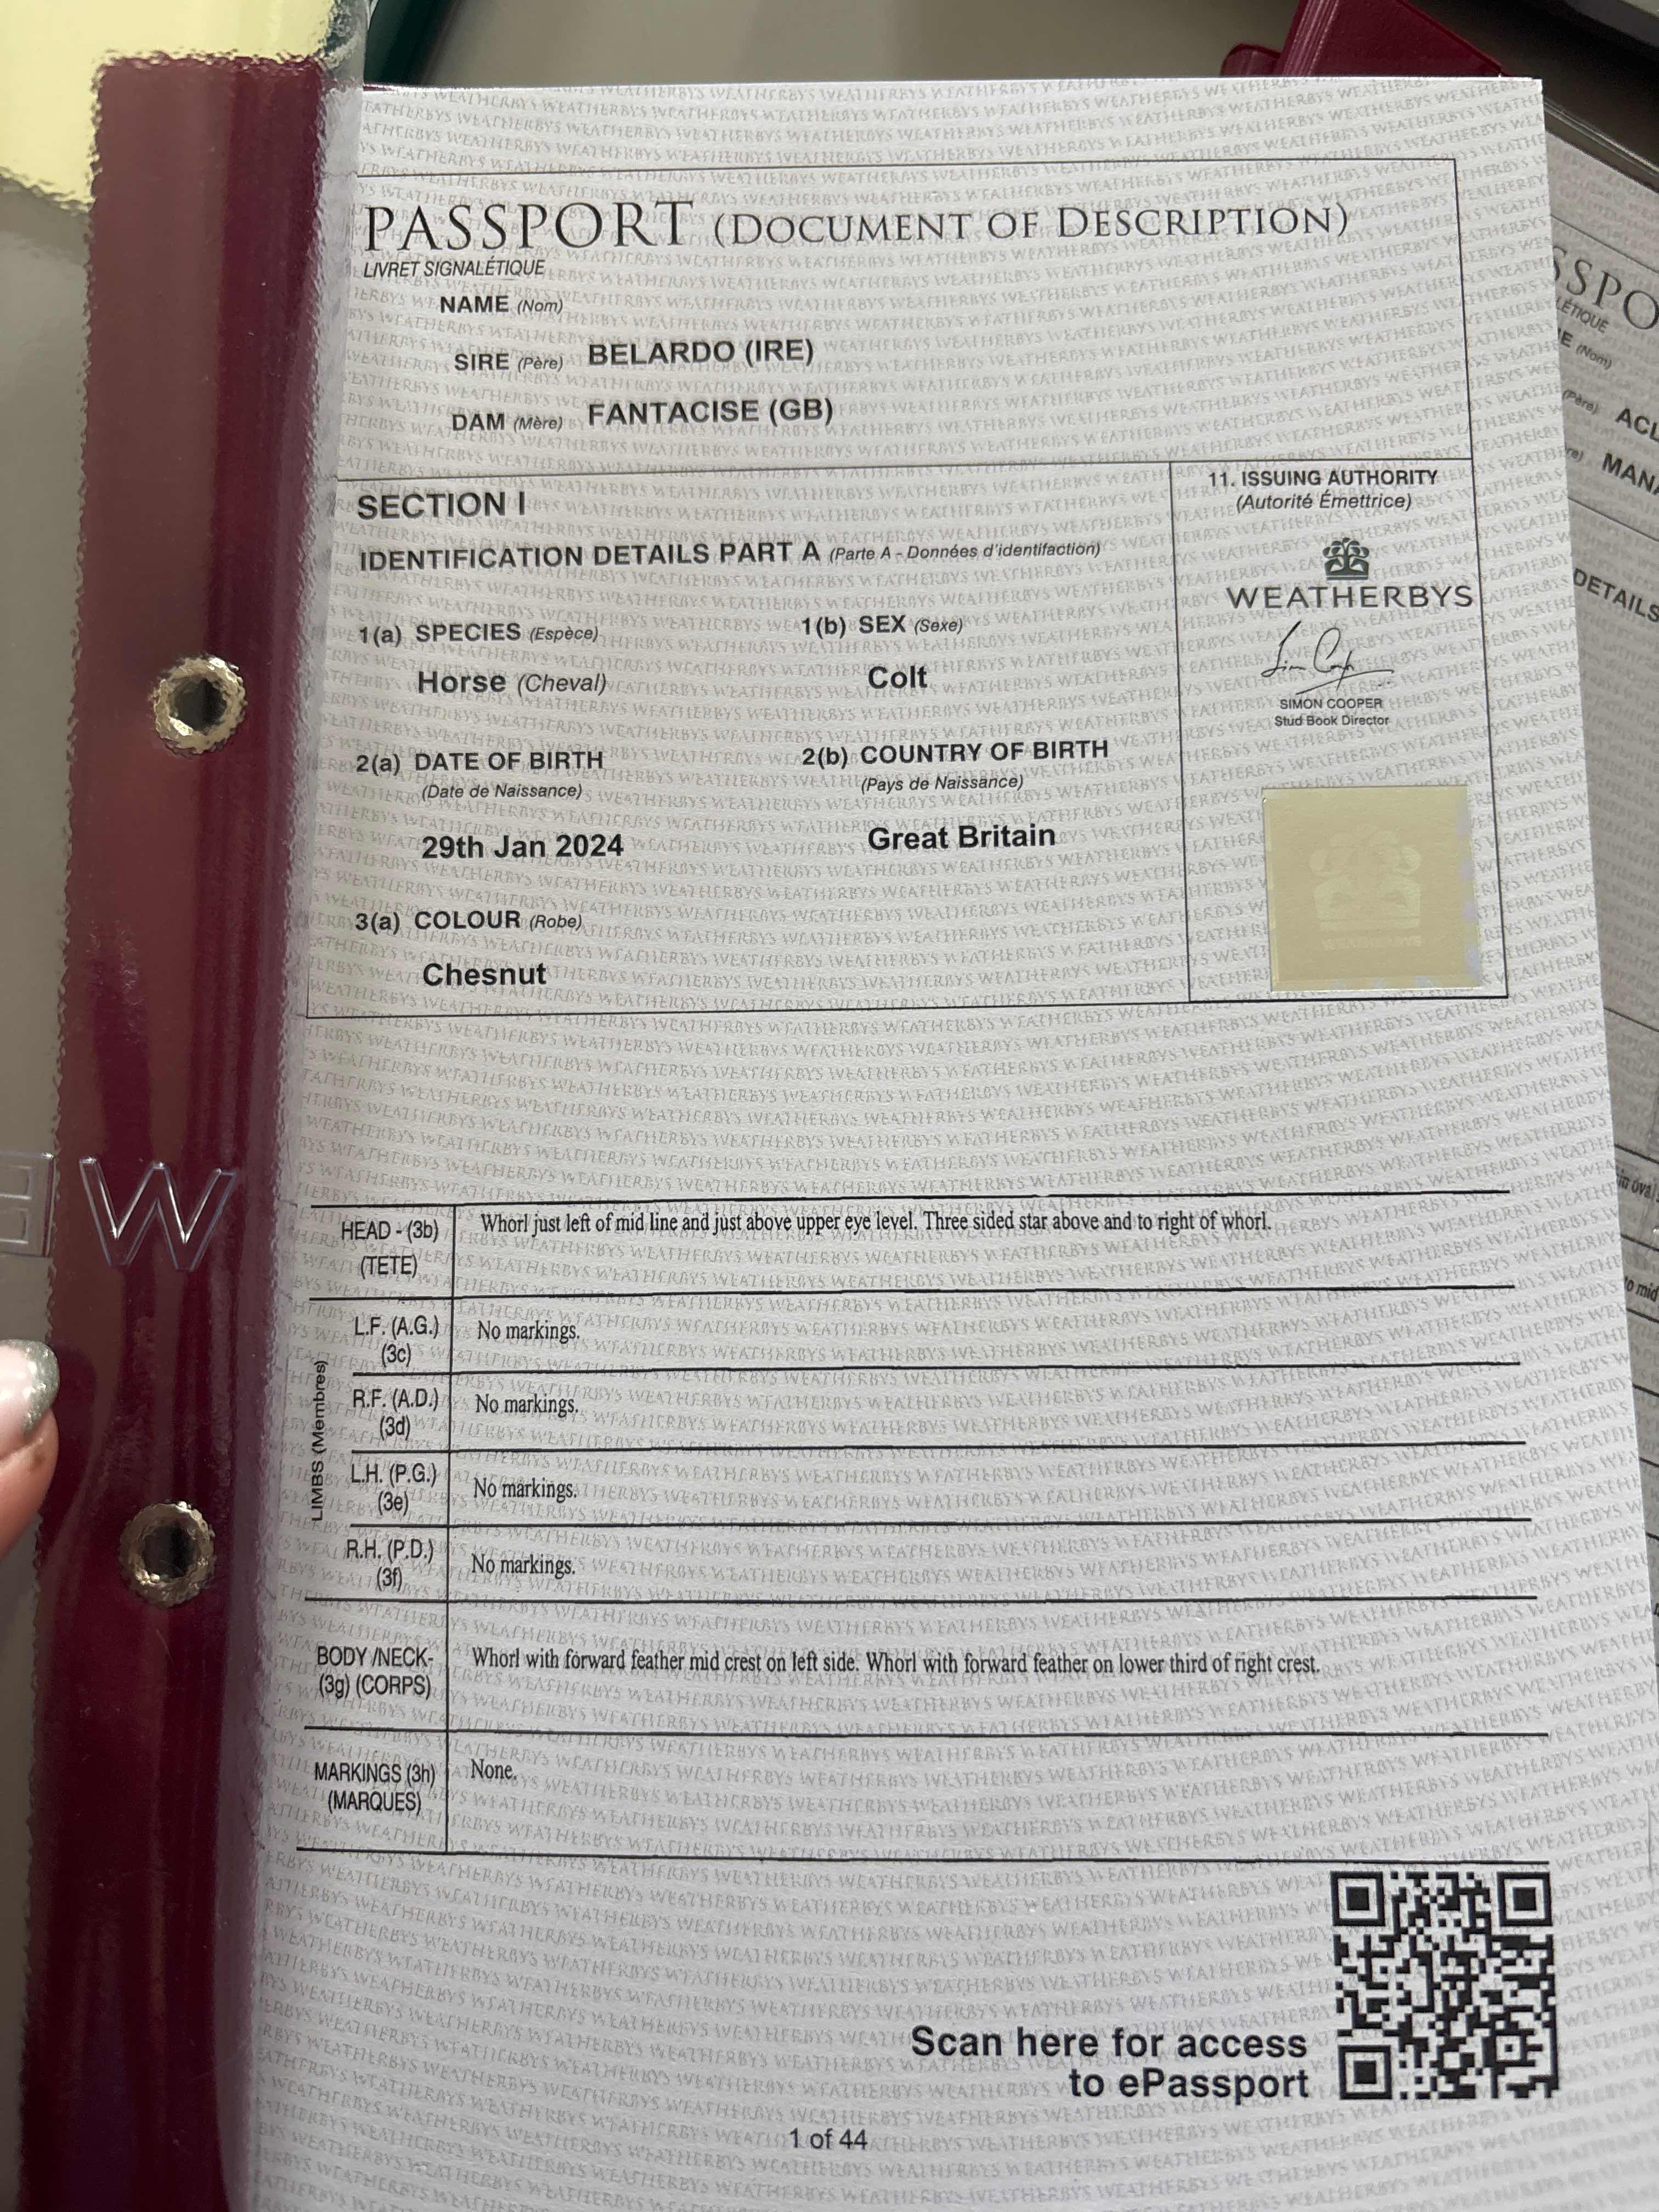 PASSPORT (DOCUMENT OF DESCRIPTION)
LIVRET SIGNALÉTIQUE
NAME (Nom)
SIRE (Père) BELARDO (IRE)
DAM (Mère) FANTACISE (GB)
SECTION I
IDENTIFICATION DETAILS PART A (Parte A - Données d'identifaction)
1(a) SPECIES (Espèce) 1(b) SEX (Sexe)
Horse (Cheval) Colt
2(a) DATE OF BIRTH 2(b) COUNTRY OF BIRTH
(Date de Naissance) (Pays de Naissance)
29th Jan 2024 Great Britain
3(a) COLOUR (Robe)
Chesnut
11. ISSUING AUTHORITY
(Autorité Émettrice)
WEATHERBYS
SIMON COOPER
Stud Book Director
WEATHERBYS
HEAD - (3b) Whorl just left of mid line and just above upper eye level. Three sided star above and to right of whorl.
(TETE)
LIMBS (Membres)
L.F. (A.G.) No markings.
(3c)
R.F. (A.D.) No markings.
(3d)
L.H. (P.G.) No markings.
(3e)
R.H. (P.D.) No markings.
(3f)
BODY /NECK- Whorl with forward feather mid crest on left side. Whorl with forward feather on lower third of right crest.
(3g) (CORPS)
MARKINGS (3h) None.
(MARQUES)
Scan here for access
to ePassport
1 of 44
W
(Nom)
(Père)
DETAILS
to mid